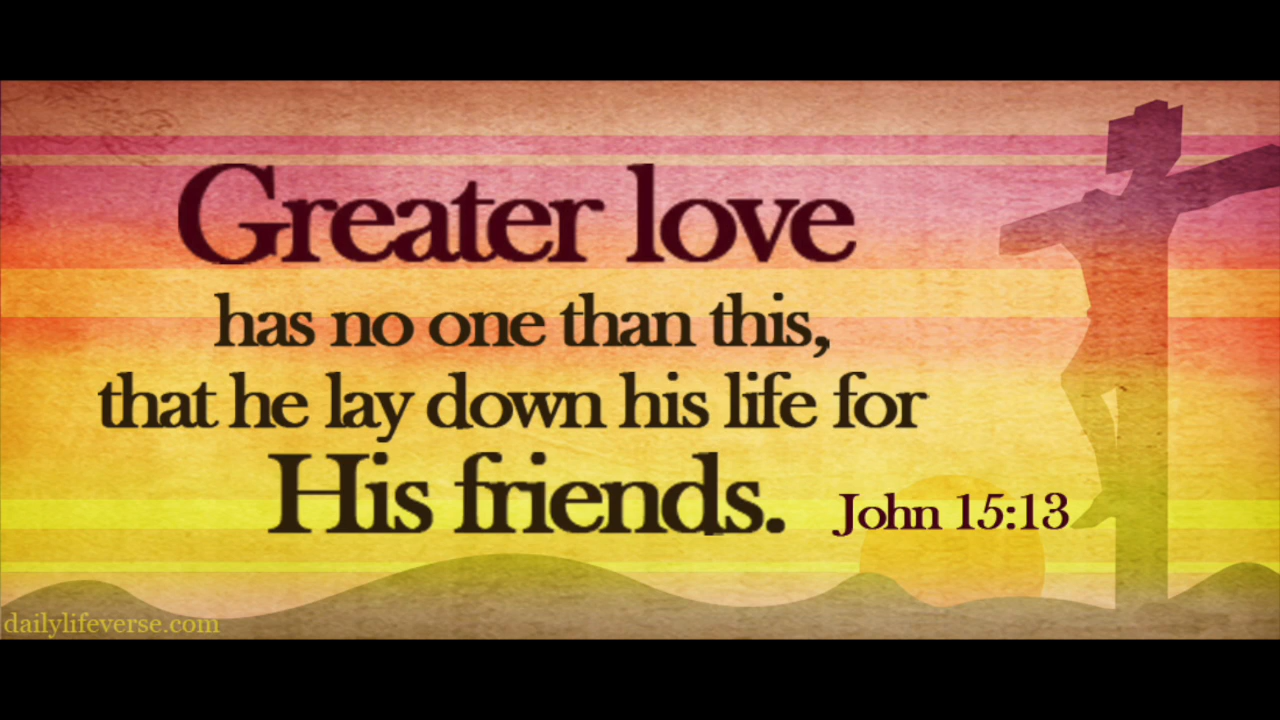 Greater love
has no one than this,
that he lay down his life for
His friends.
John 15:13
dailylifeverse.com